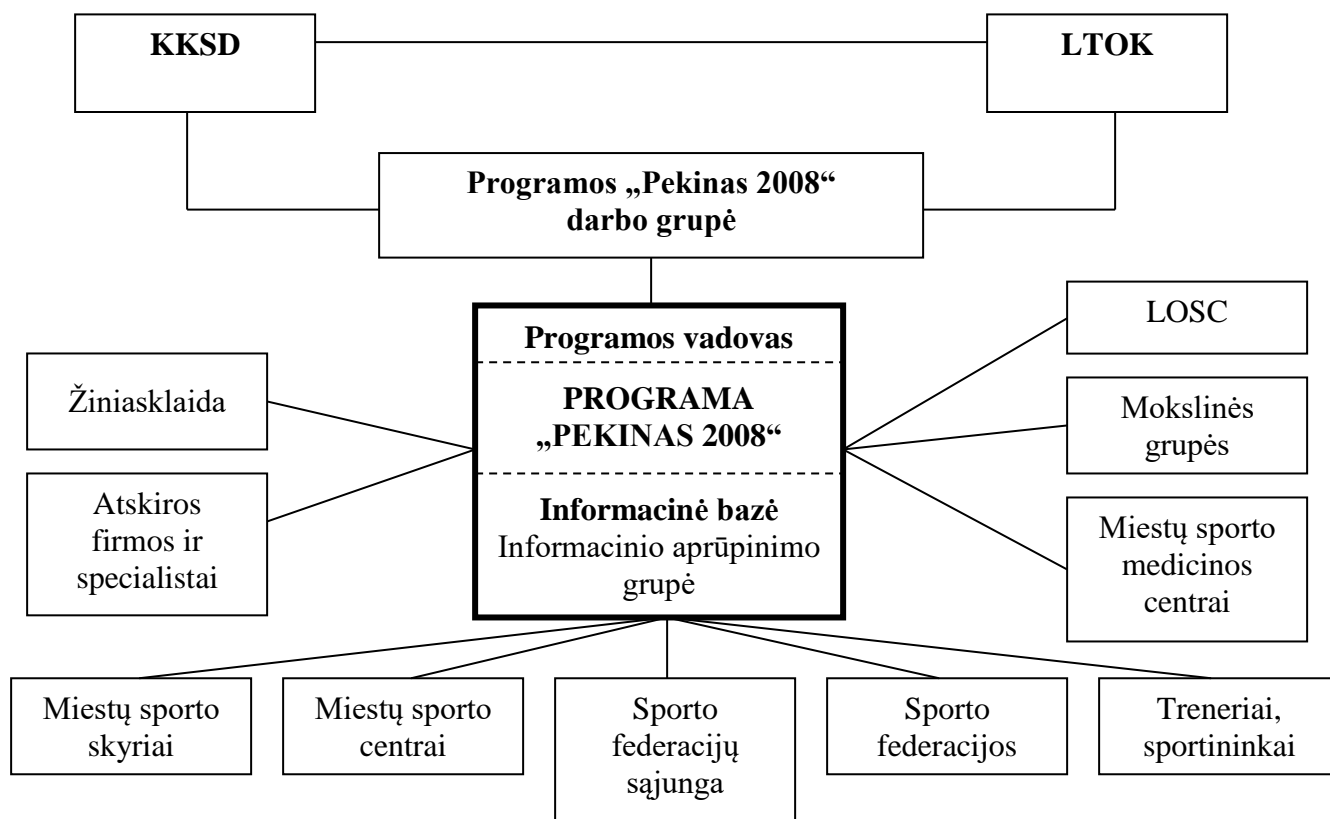 KKSD
LTOK
Programos „Pekinas 2008“
darbo grupė
Programos vadovas
PROGRAMA
„PEKINAS 2008“
Informacinė bazė
Informacinio aprūpinimo
grupė
Žiniasklaida
Atskiros
firmos ir
specialistai
LOSC
Mokslinės
grupės
Miestų sporto
medicinos
centrai
Miestų sporto
skyriai
Miestų sporto
centrai
Sporto
federacijų
sąjunga
Sporto
federacijos
Treneriai,
sportininkai